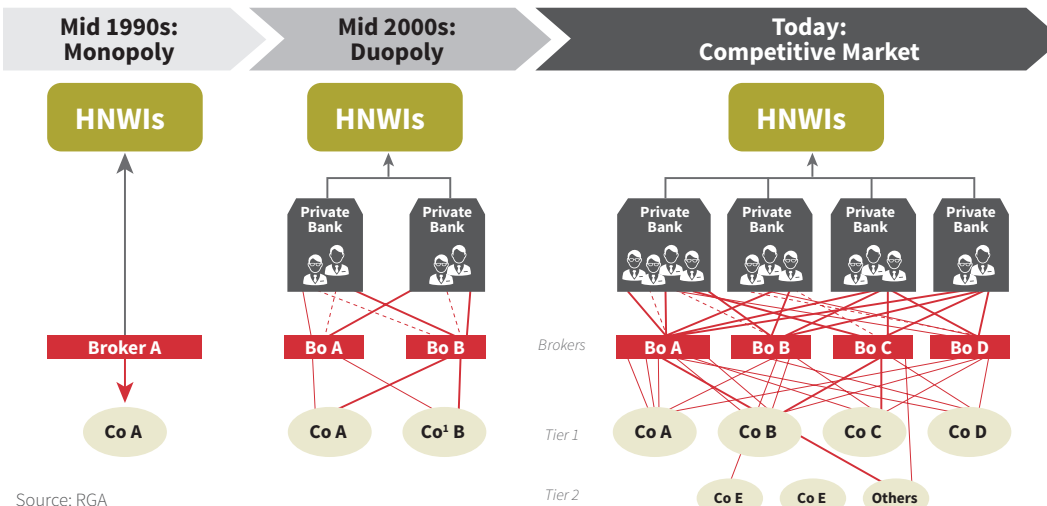 Mid 1990s:
Monopoly
Mid 2000s:
Duopoly
Today:
Competitive Market
HNWIs
HNWIs
HNWIs
Private
Bank
Private
Bank
Private
Bank
Private
Bank
Private
Bank
Private
Bank
Broker A
Bo A
Bo B
Brokers
Bo A
Bo B
Bo C
Bo D
Co A
Co A
Co¹ B
Tier 1
Co A
Co B
Co C
Co D
Source: RGA
Tier 2
Co E
Co E
Others